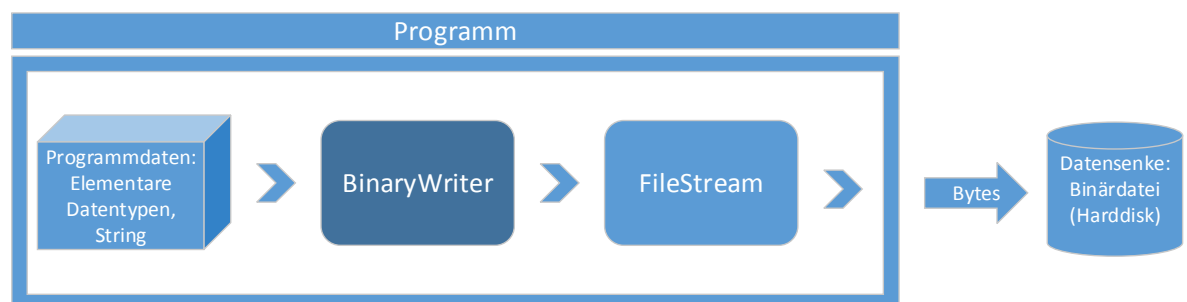 Programm
Programmdaten:
Elementare
Datentypen,
String
BinaryWriter
FileStream
Bytes
Datensenke:
Binärdatei
(Harddisk)